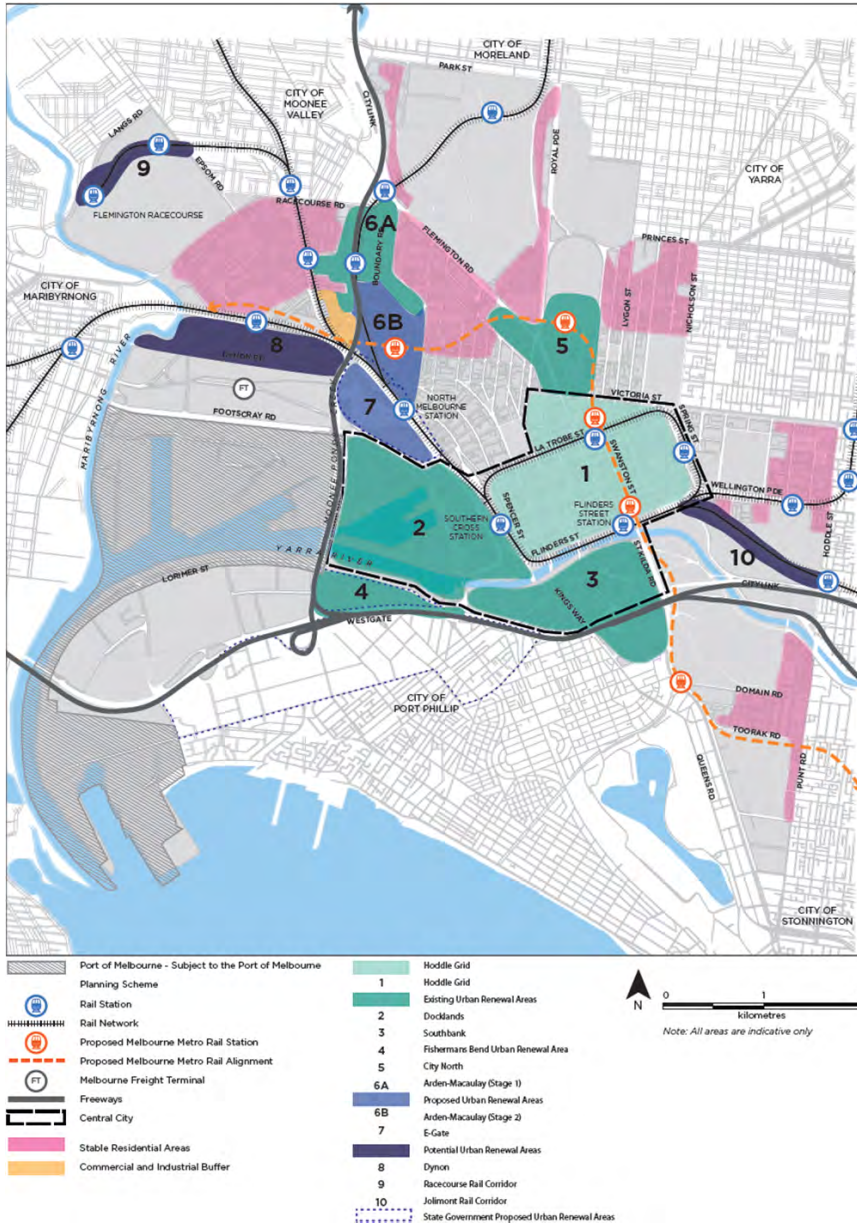 CITY OF
MORELAND
PARK ST
CITY OF
MOONEE
VALLEY
CITYLINK
LANGS RD
ROYAL PDE
CITY OF
YARRA
9
EPSOM RD
FLEMINGTON RACECOURSE
RACECOURSE RD
6A
BOUNDARY RD
FLEMINGTON RD
PRINCES ST
CITY OF
MARIBYRNONG
LYGON ST
NICHOLSON ST
6B
8
5
MARIBYRNONG RIVER
FT
FOOTSCRAY RD
7
NORTH
MELBOURNE
STATION
VICTORIA ST
SPRING ST
LA TROBE ST
SWANSTON ST
1
WELLINGTON PDE
HODDLE ST
2
SPENCER ST
SOUTHERN
CROSS
STATION
FLINDERS
STREET
STATION
FLINDERS ST
ST KILDA RD
10
YARRA RIVER
CITYLINK
LORIMER ST
4
3
KINGS WAY
WESTGATE
CITY OF
PORT PHILLIP
DOMAIN RD
TOORAK RD
PUNT RD
QUEENS RD
CITY OF
STONNINGTON
Port of Melbourne - Subject to the Port of Melbourne
Planning Scheme
Rail Station
Rail Network
Proposed Melbourne Metro Rail Station
Proposed Melbourne Metro Rail Alignment
FT Melbourne Freight Terminal
Freeways
Central City
Stable Residential Areas
Commercial and Industrial Buffer
Hoddle Grid
1 Hoddle Grid
Existing Urban Renewal Areas
2 Docklands
3 Southbank
4 Fishermans Bend Urban Renewal Area
5 City North
6A Arden-Macaulay (Stage 1)
Proposed Urban Renewal Areas
6B Arden-Macaulay (Stage 2)
7 E-Gate
Potential Urban Renewal Areas
8 Dynon
9 Racecourse Rail Corridor
10 Jolimont Rail Corridor
State Government Proposed Urban Renewal Areas
N
0 1
kilometres
Note: All areas are indicative only